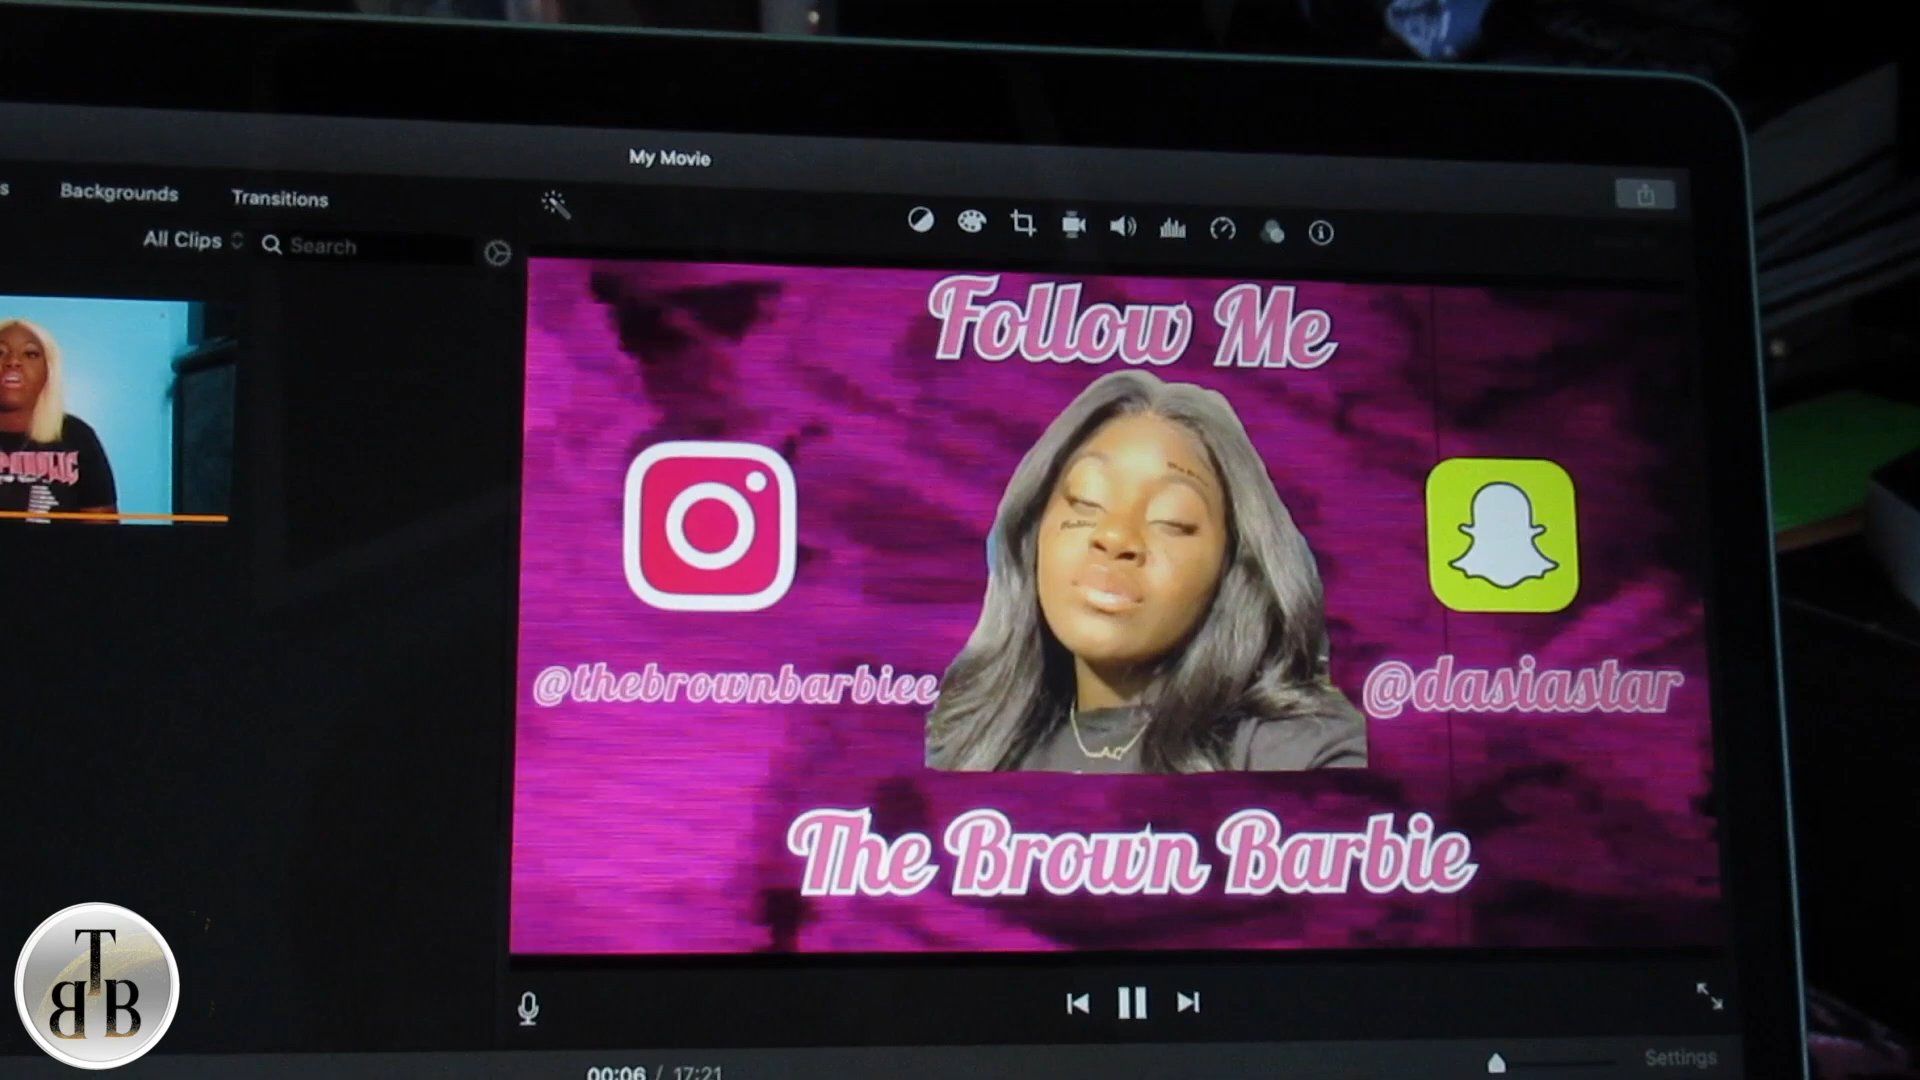 My Movie
s
Backgrounds
Transitions
All Clips
Search
Follow Me
@thebrownbarbiee
@dasiastar
The Brown Barbie
TBB
00:06 / 17:21
Settings